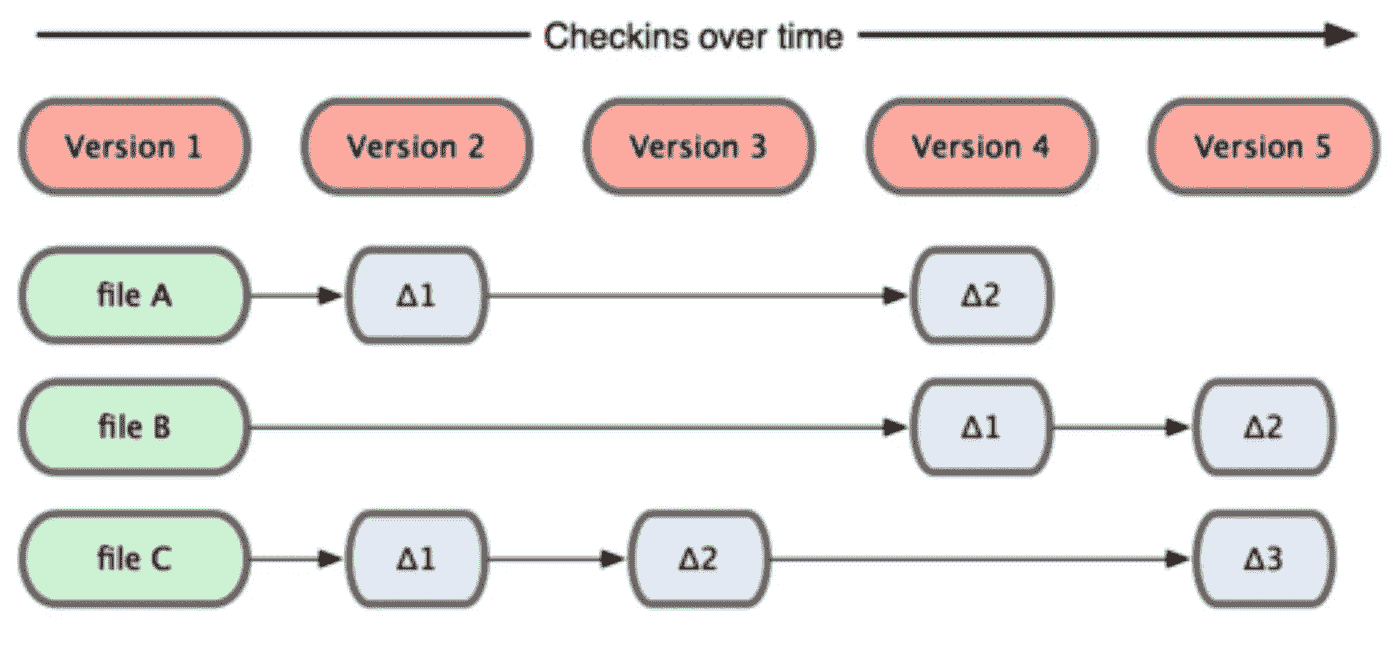 Checkins over time
Version 1 Version 2 Version 3 Version 4 Version 5
file A Δ1 Δ2
file B Δ1 Δ2
file C Δ1 Δ2 Δ3